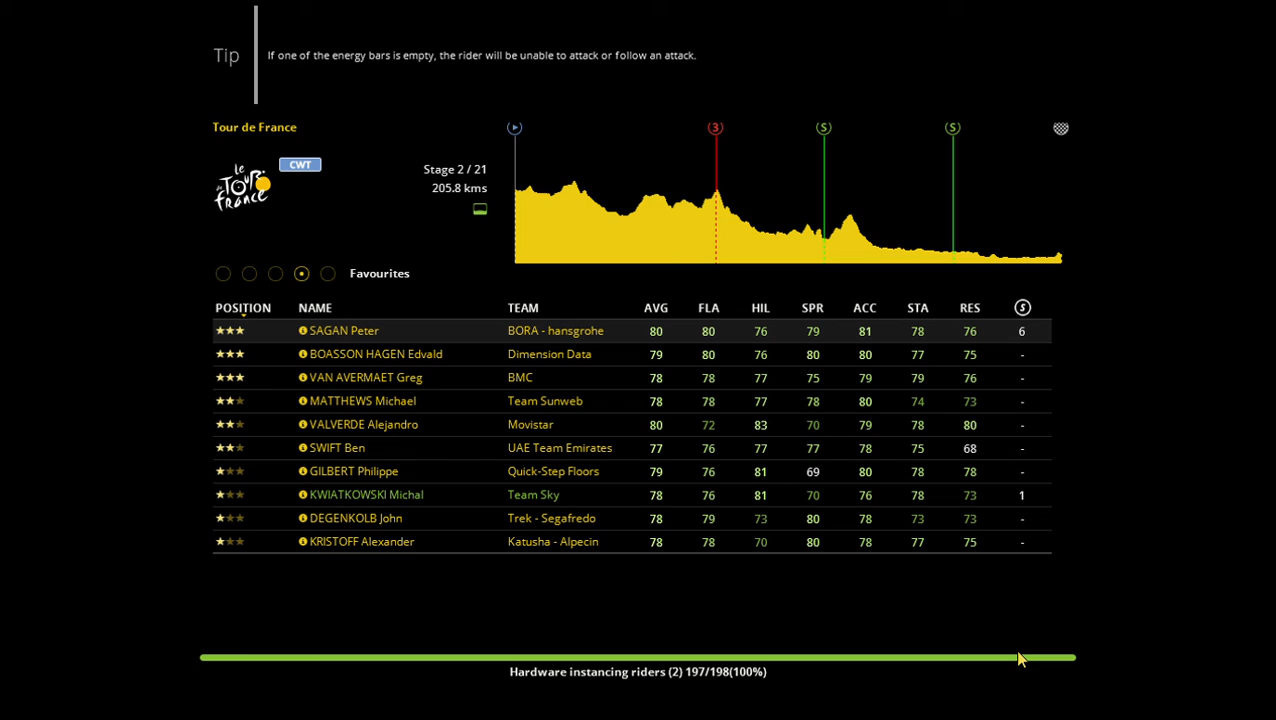 Tip
If one of the energy bars is empty, the rider will be unable to attack or follow an attack.
Tour de France
3 S S
CWT
le TOUR de france
Stage 2 / 21
205.8 kms
Favourites
POSITION NAME TEAM AVG FLA HIL SPR ACC STA RES S
SAGAN Peter BORA - hansgrohe 80 80 76 79 81 78 76 6
BOASSON HAGEN Edvald Dimension Data 79 80 76 80 80 77 75 -
VAN AVERMAET Greg BMC 78 78 77 75 79 79 76 -
MATTHEWS Michael Team Sunweb 78 78 77 78 80 74 73 -
VALVERDE Alejandro Movistar 80 72 83 70 79 78 80 -
SWIFT Ben UAE Team Emirates 77 76 77 77 78 75 68 -
GILBERT Philippe Quick-Step Floors 79 76 81 69 80 78 78 -
KWIATKOWSKI Michal Team Sky 78 76 81 70 76 78 73 1
DEGENKOLB John Trek - Segafredo 78 79 73 80 78 73 73 -
KRISTOFF Alexander Katusha - Alpecin 78 78 70 80 78 77 75 -
Hardware instancing riders (2) 197/198(100%)